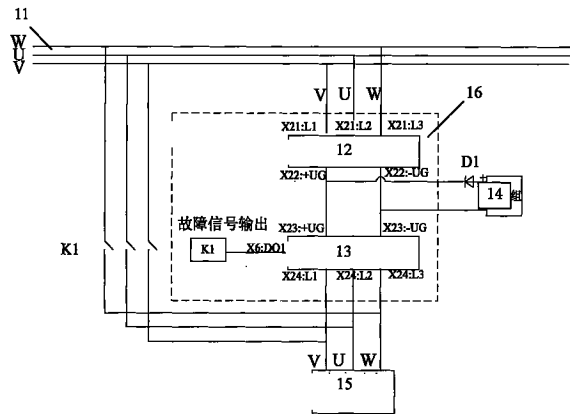 11
W
U
V
V U W
16
X21:L1 X21:L2 X21:L3
12
X22:+UG X22:-UG
D1
14
组
故障信号输出
X23:+UG X23:-UG
K1
K1
X6:DO1
13
X24:L1 X24:L2 X24:L3
V U W
15